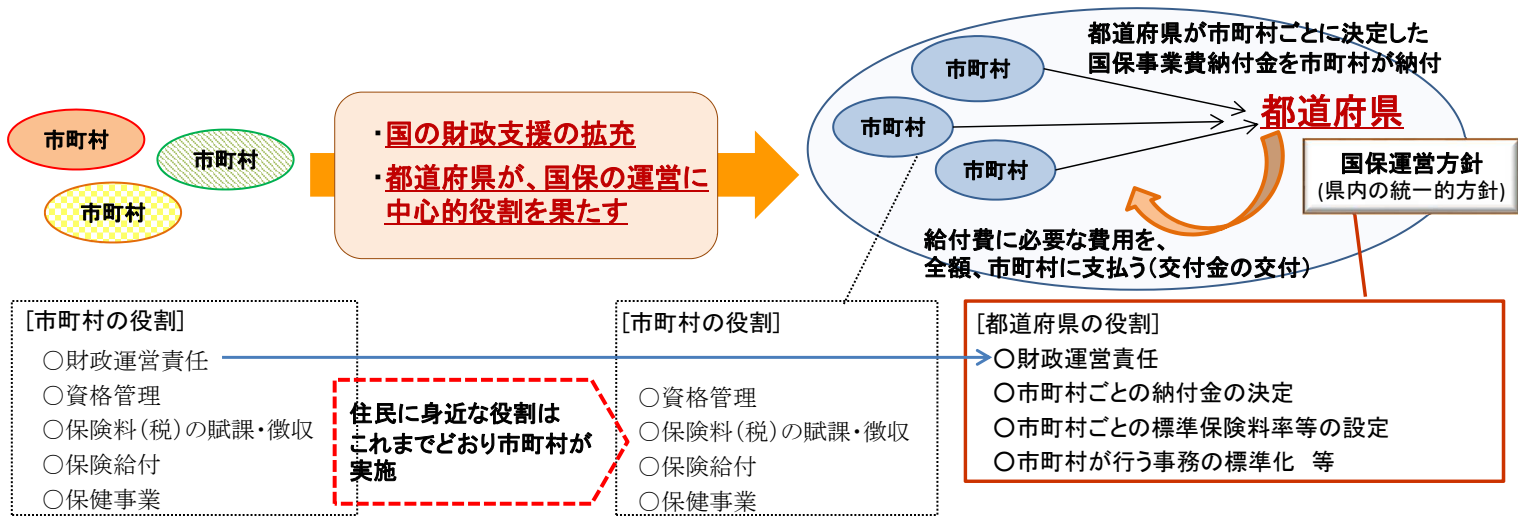 市町村
市町村
市町村
・国の財政支援の拡充
・都道府県が、国保の運営に
中心的役割を果たす
都道府県が市町村ごとに決定した
国保事業費納付金を市町村が納付
市町村
市町村
市町村
都道府県
国保運営方針
(県内の統一的方針)
給付費に必要な費用を、
全額、市町村に支払う(交付金の交付)
[市町村の役割]
○財政運営責任
○資格管理
○保険料(税)の賦課・徴収
○保険給付
○保健事業
住民に身近な役割は
これまでどおり市町村が
実施
[市町村の役割]
○資格管理
○保険料(税)の賦課・徴収
○保険給付
○保健事業
[都道府県の役割]
○財政運営責任
○市町村ごとの納付金の決定
○市町村ごとの標準保険料率等の設定
○市町村が行う事務の標準化　等